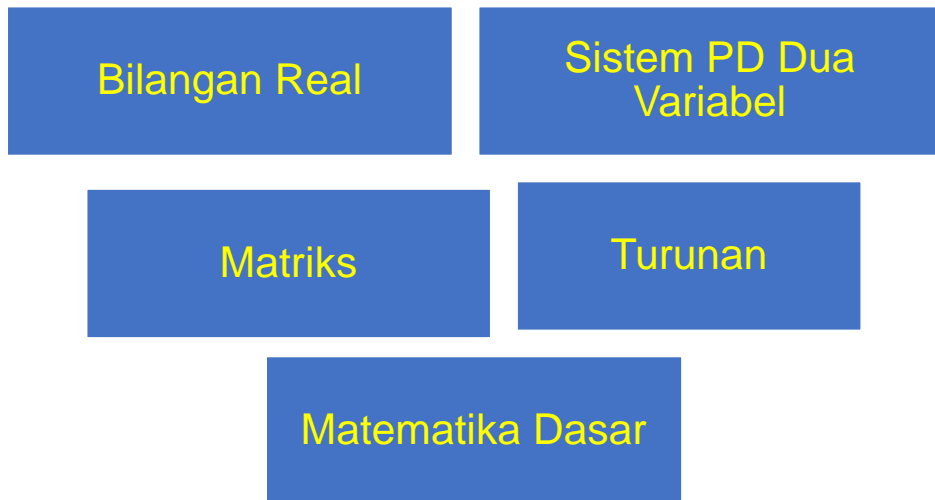 Bilangan Real
Sistem PD Dua
Variabel
Matriks
Turunan
Matematika Dasar